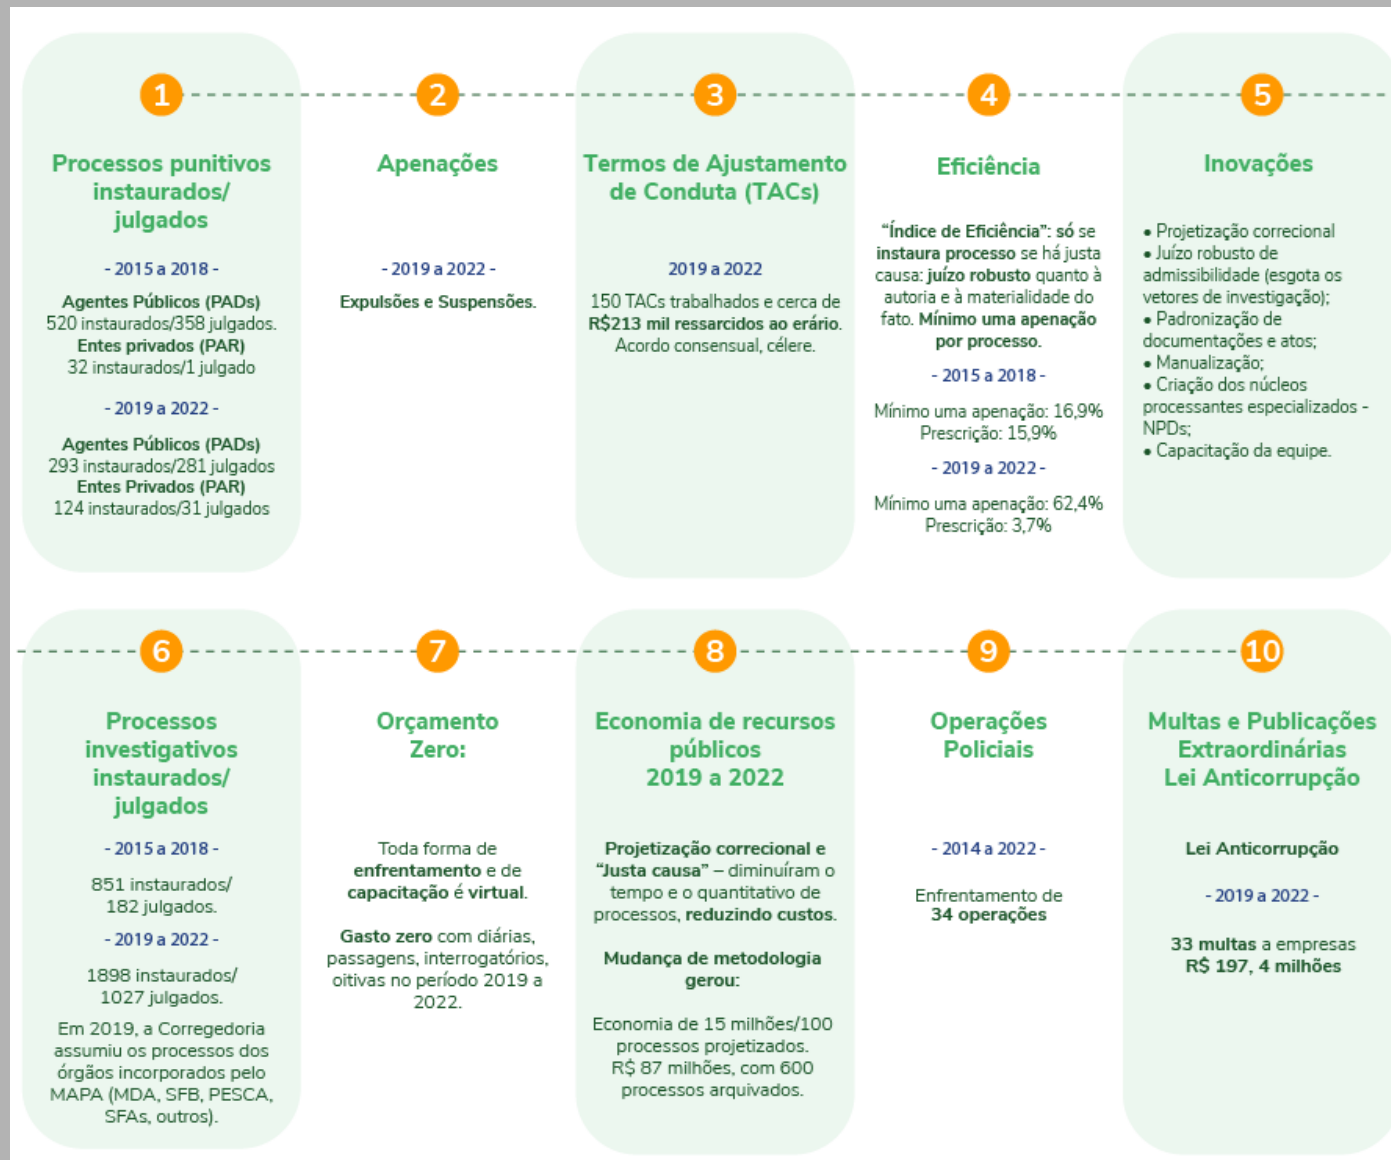 1
Processos punitivos
instaurados/
julgados
- 2015 a 2018 -
Agentes Públicos (PADs)
520 instaurados/358 julgados.
Entes privados (PAR)
32 instaurados/1 julgado
- 2019 a 2022 -
Agentes Públicos (PADs)
293 instaurados/281 julgados
Entes Privados (PAR)
124 instaurados/31 julgados
2
Apenações
- 2019 a 2022 -
Expulsões e Suspensões.
3
Termos de Ajustamento
de Conduta (TACs)
2019 a 2022
150 TACs trabalhados e cerca de
R$213 mil ressarcidos ao erário.
Acordo consensual, célere.
4
Eficiência
“Índice de Eficiência”: só se
instaura processo se há justa
causa: juízo robusto quanto à
autoria e à materialidade do
fato. Mínimo uma apenação
por processo.
- 2015 a 2018 -
Mínimo uma apenação: 16,9%
Prescrição: 15,9%
- 2019 a 2022 -
Mínimo uma apenação: 62,4%
Prescrição: 3,7%
5
Inovações
• Projetização correcional
• Juízo robusto de
admissibilidade (esgota os
vetores de investigação);
• Padronização de
documentações e atos;
• Manualização;
• Criação dos núcleos
processantes especializados -
NPDs;
• Capacitação da equipe.
6
Processos
investigativos
instaurados/
julgados
- 2015 a 2018 -
851 instaurados/
182 julgados.
- 2019 a 2022 -
1898 instaurados/
1027 julgados.
Em 2019, a Corregedoria
assumiu os processos dos
órgãos incorporados pelo
MAPA (MDA, SFB, PESCA,
SFAs, outros).
7
Orçamento
Zero:
Toda forma de
enfrentamento e de
capacitação é virtual.
Gasto zero com diárias,
passagens, interrogatórios,
oitivas no período 2019 a
2022.
8
Economia de recursos
públicos
2019 a 2022
Projetização correcional e
“Justa causa” – diminuíram o
tempo e o quantitativo de
processos, reduzindo custos.
Mudança de metodologia
gerou:
Economia de 15 milhões/100
processos projetizados.
R$ 87 milhões, com 600
processos arquivados.
9
Operações
Policiais
- 2014 a 2022 -
Enfrentamento de
34 operações
10
Multas e Publicações
Extraordinárias
Lei Anticorrupção
Lei Anticorrupção
- 2019 a 2022 -
33 multas a empresas
R$ 197, 4 milhões